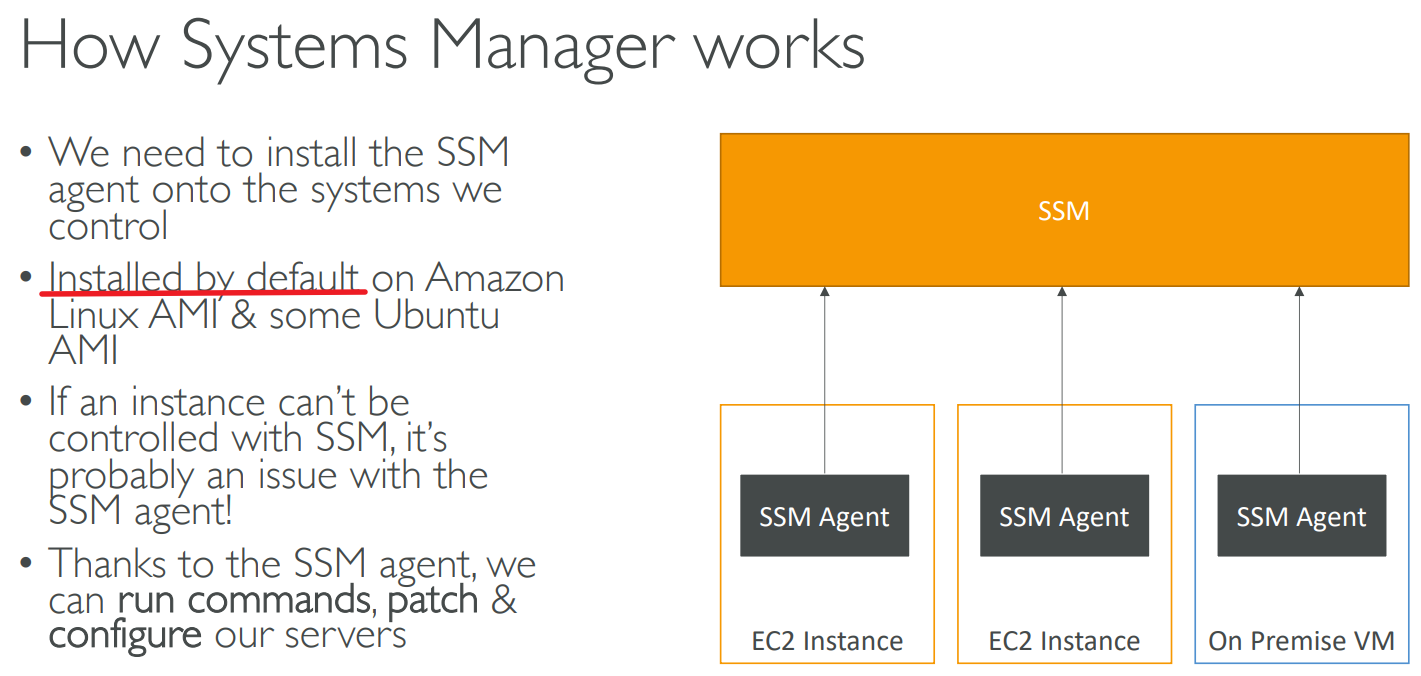 How Systems Manager works
• We need to install the SSM
agent onto the systems we
control
• Installed by default on Amazon
Linux AMI & some Ubuntu
AMI
• If an instance can’t be
controlled with SSM, it’s
probably an issue with the
SSM agent!
• Thanks to the SSM agent, we
can run commands, patch &
configure our servers
SSM
SSM Agent
SSM Agent
SSM Agent
EC2 Instance
EC2 Instance
On Premise VM